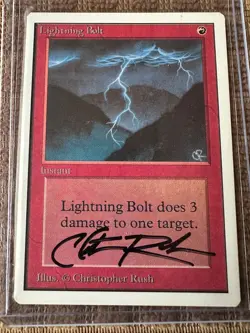 Lightning Bolt
Instant
Lightning Bolt does 3
damage to one target.
Illus. © Christopher Rush